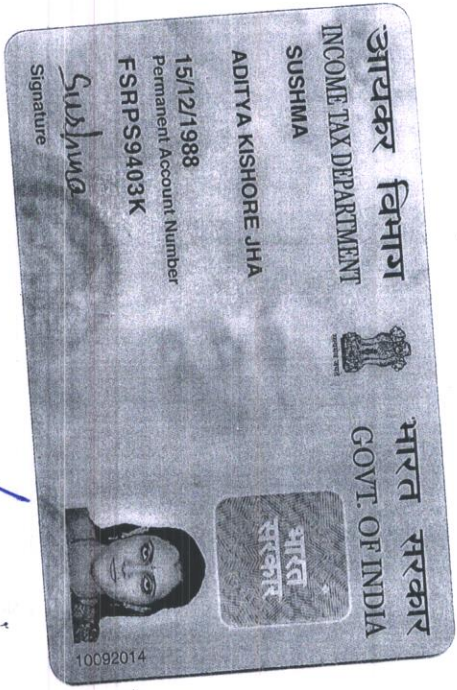 आयकर विभाग
INCOME TAX DEPARTMENT
भारत सरकार
GOVT. OF INDIA
SUSHMA
ADITYA KISHORE JHA
15/12/1988
Permanent Account Number
FSRPS9403K
Sushma
Signature
भारत
सरकार
10092014